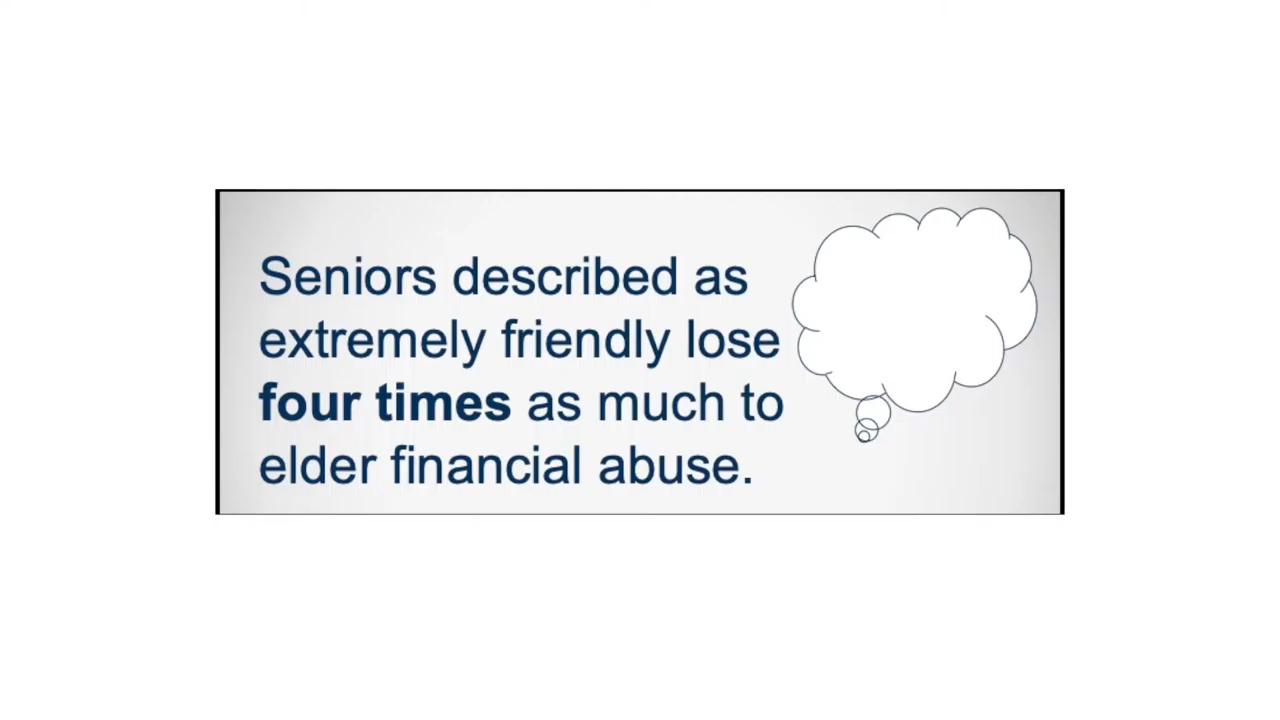 Seniors described as
extremely friendly lose
four times as much to
elder financial abuse.